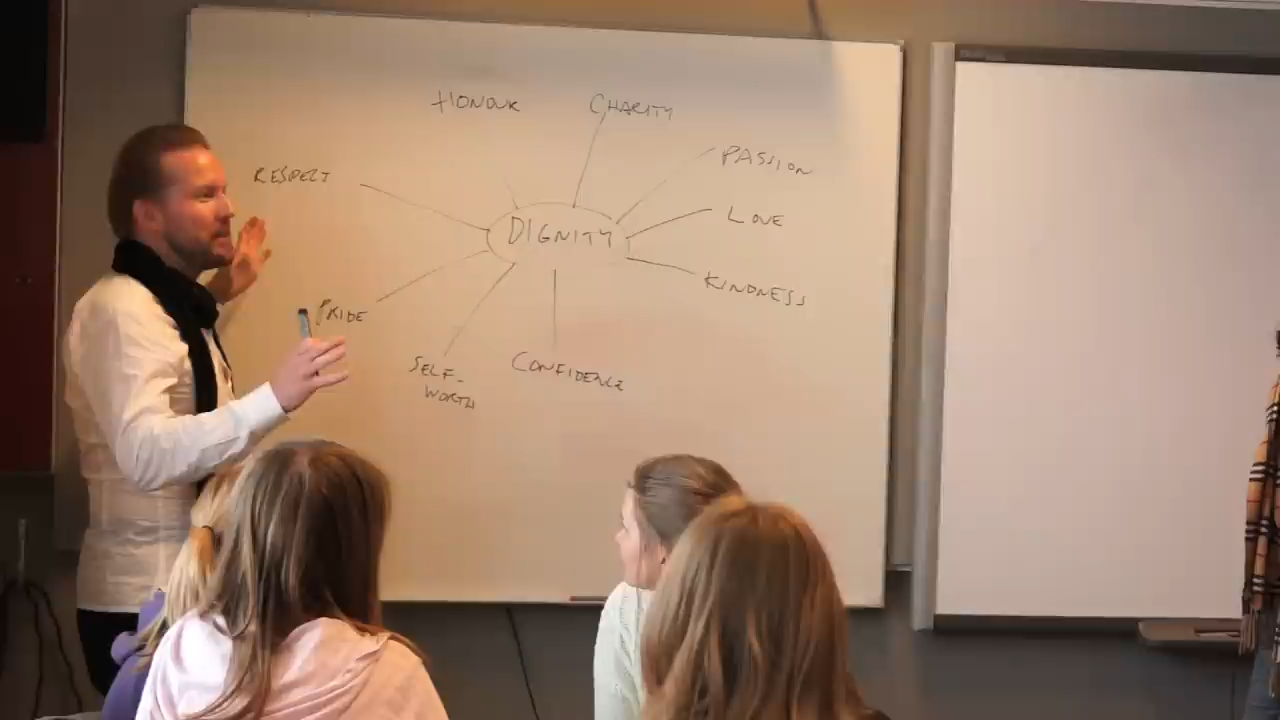 HONOUR
CHARITY
PASSION
RESPECT
LOVE
DIGNITY
KINDNESS
PRIDE
SELF-
WORTH
CONFIDENCE